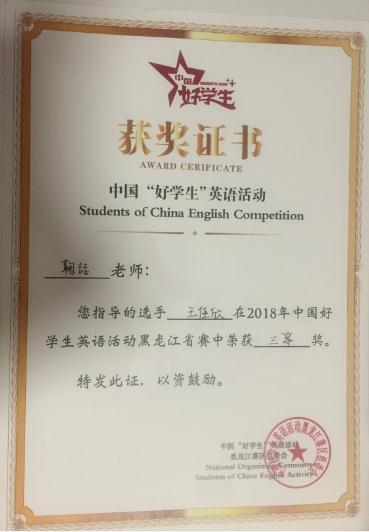 中国
好学生
获奖证书
AWARD CERIFICATE
中国“好学生”英语活动
Students of China English Competition
老师：
您指导的选手 王任欣 在2018年中国好
学生英语活动黑龙江省赛中荣获 三等 奖。
特发此证，以资鼓励。
中国“好学生”英语活动
黑龙江赛区组委会
National Organizing Committee
Students of China English Activity